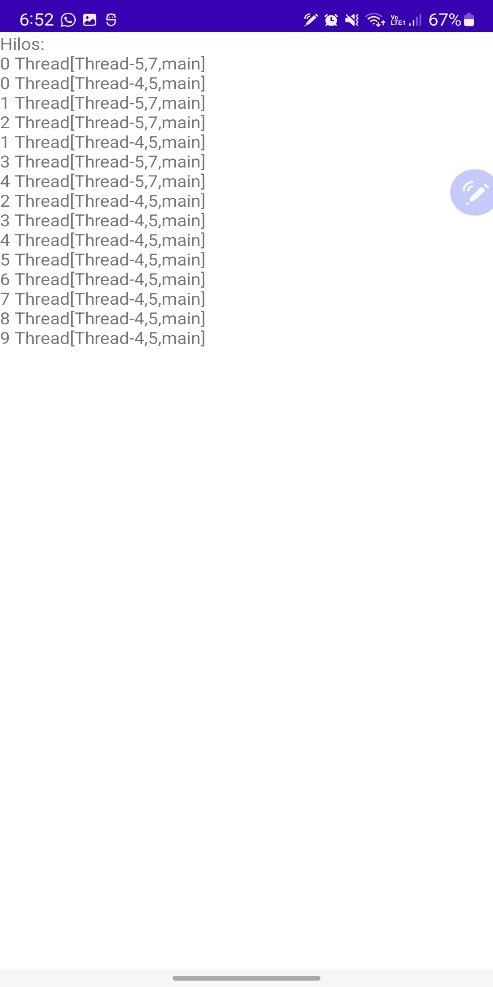 6:52 67%
Hilos:
0 Thread[Thread-5,7,main]
0 Thread[Thread-4,5,main]
1 Thread[Thread-5,7,main]
2 Thread[Thread-5,7,main]
1 Thread[Thread-4,5,main]
3 Thread[Thread-5,7,main]
4 Thread[Thread-5,7,main]
2 Thread[Thread-4,5,main]
3 Thread[Thread-4,5,main]
4 Thread[Thread-4,5,main]
5 Thread[Thread-4,5,main]
6 Thread[Thread-4,5,main]
7 Thread[Thread-4,5,main]
8 Thread[Thread-4,5,main]
9 Thread[Thread-4,5,main]